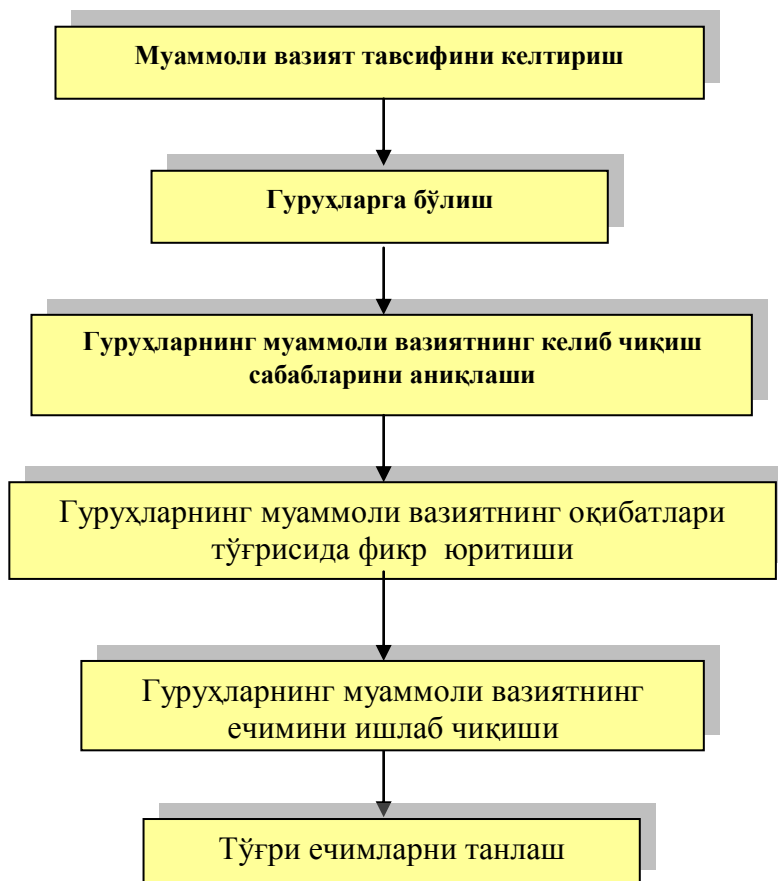 Муаммоли вазият тавсифини келтириш
Гуруҳларга бўлиш
Гуруҳларнинг муаммоли вазиятнинг келиб чиқиш
сабабларини аниқлаши
Гуруҳларнинг муаммоли вазиятнинг оқибатлари
тўғрисида фикр юритиши
Гуруҳларнинг муаммоли вазиятнинг
ечимини ишлаб чиқиши
Тўғри ечимларни танлаш